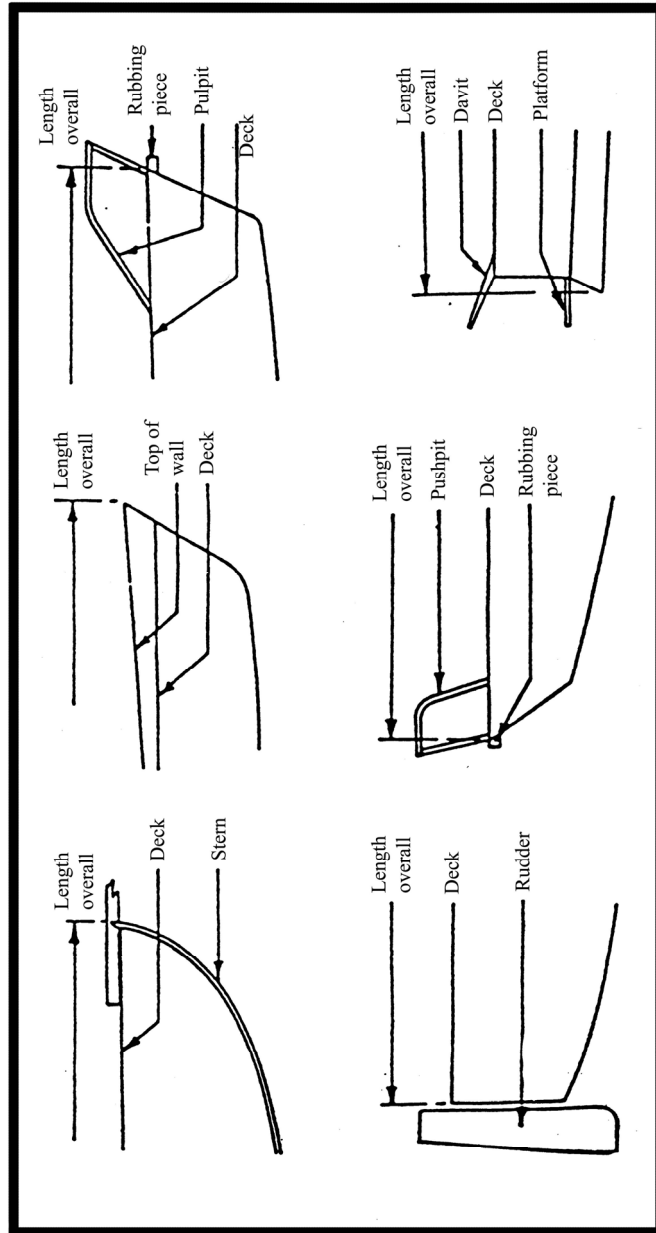 Length
overall
Deck
Stern
Length
overall
Top of
wall
Deck
Length
overall
Rubbing
piece
Pulpit
Deck
Length
overall
Deck
Rudder
Length
overall
Pushpit
Deck
Rubbing
piece
Length
overall
Davit
Deck
Platform